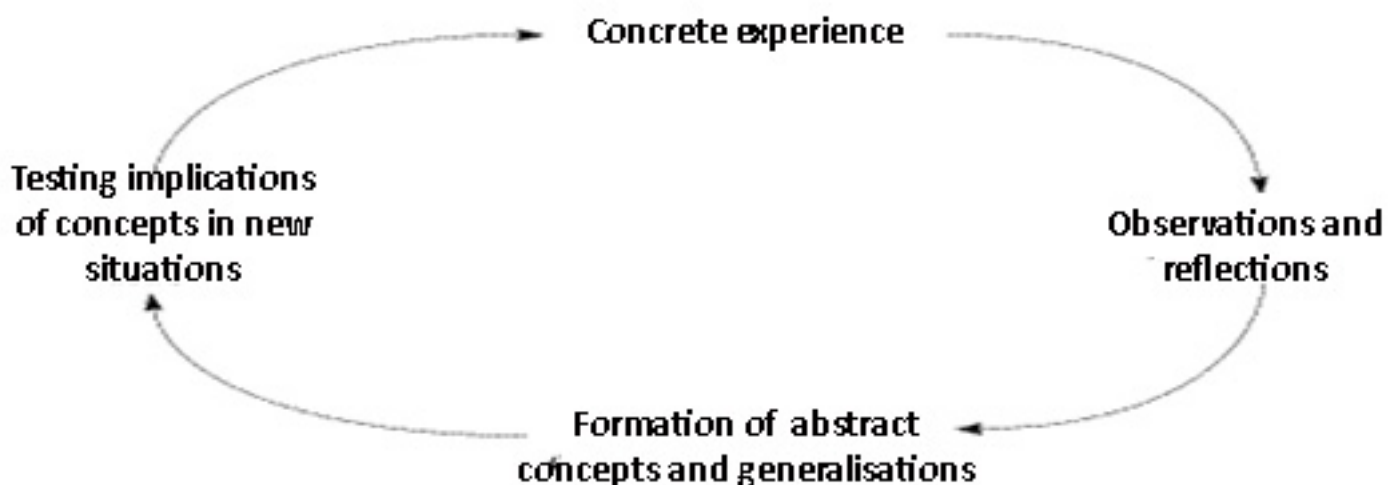 Concrete experience
Testing implications
of concepts in new
situations
Observations and
reflections
Formation of abstract
concepts and generalisations